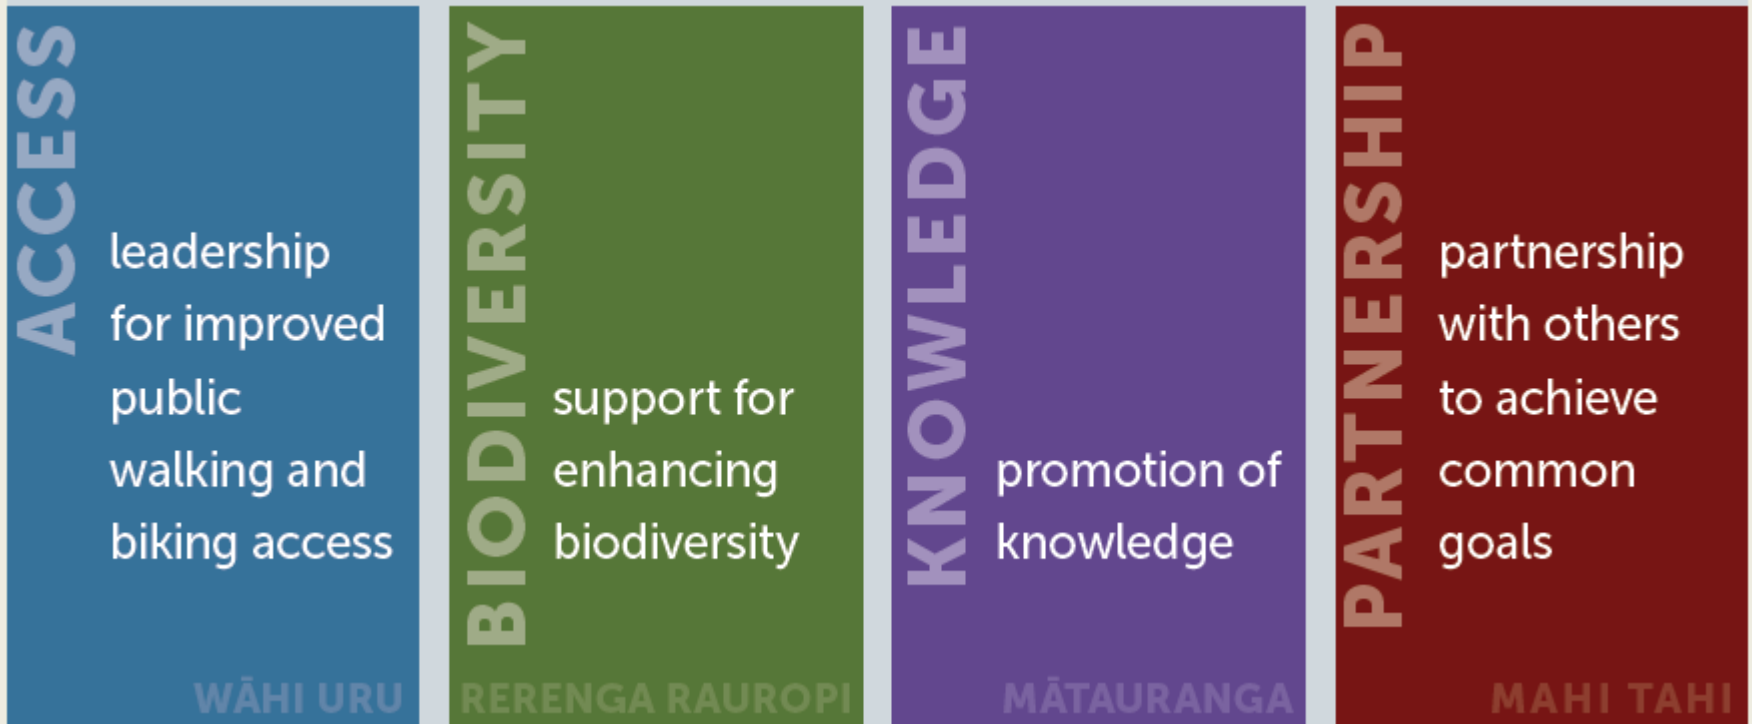 ACCESS
leadership
for improved
public
walking and
biking access
WĀHI URU
BIODIVERSITY
support for
enhancing
biodiversity
RERENGA RAUROPI
KNOWLEDGE
promotion of
knowledge
MĀTAURANGA
PARTNERSHIP
partnership
with others
to achieve
common
goals
MAHI TAHI